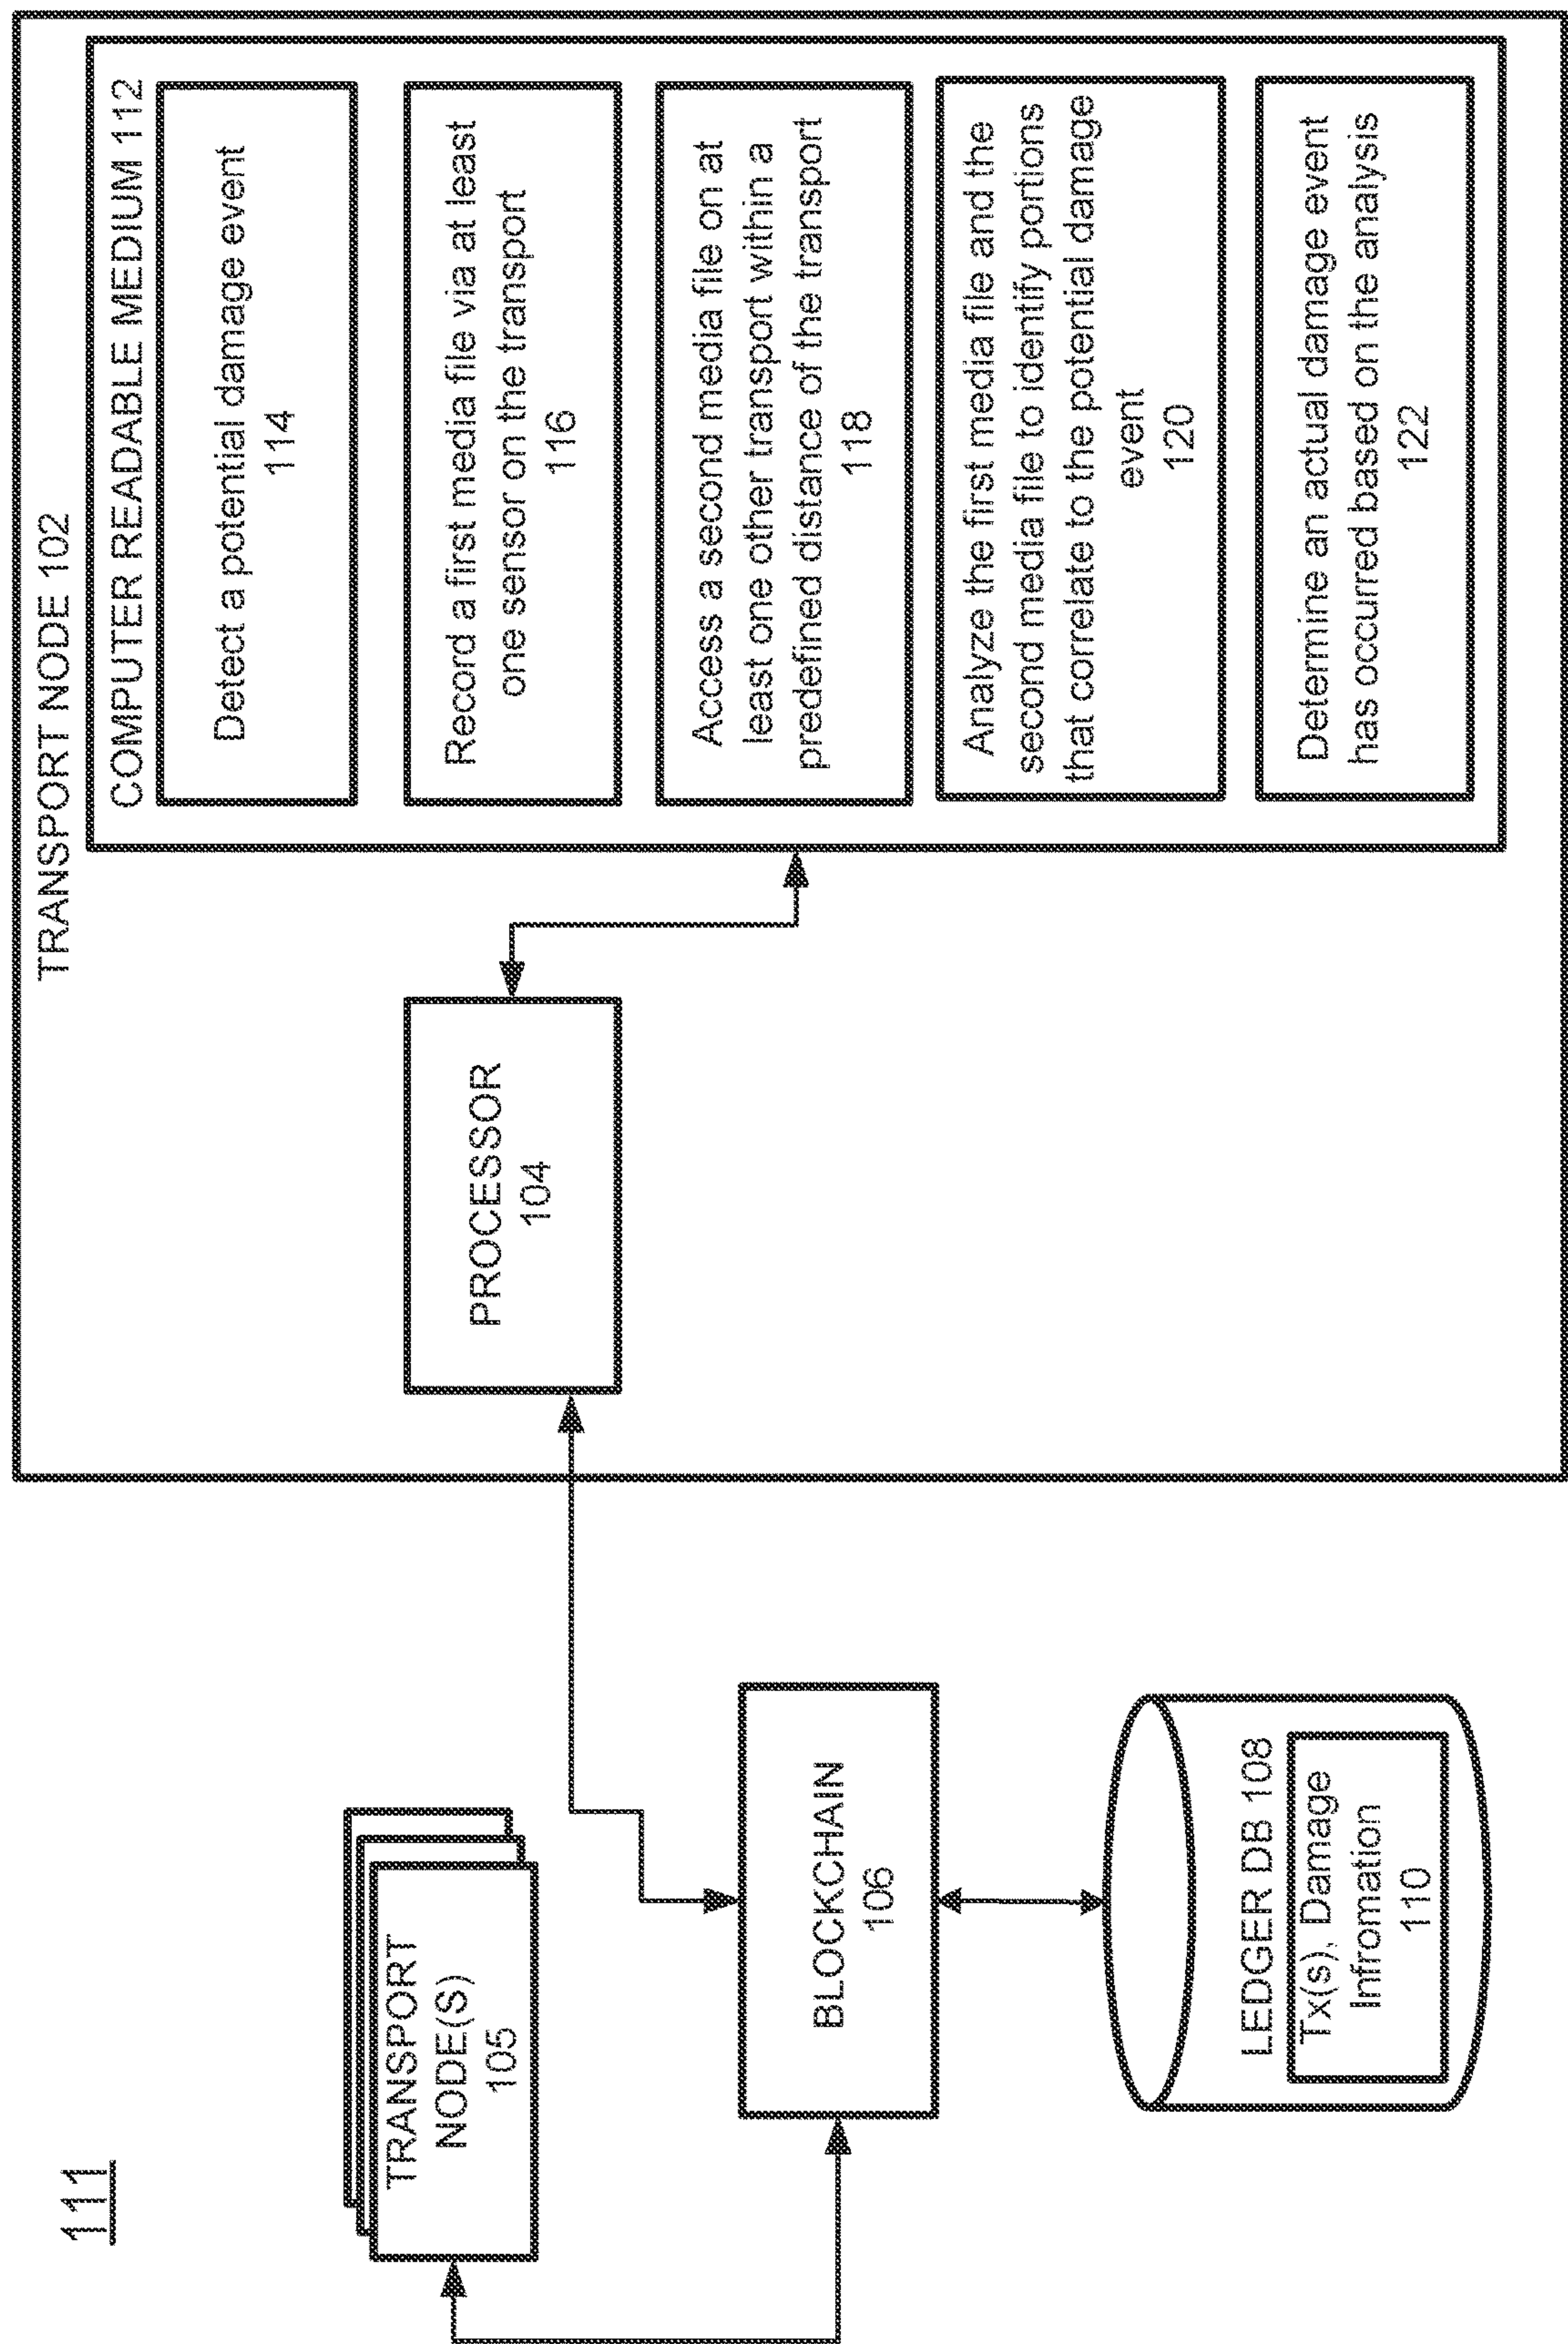 111
TRANSPORT NODE 102
COMPUTER READABLE MEDIUM 112
Detect a potential damage event
114
Record a first media file via at least
one sensor on the transport
116
Access a second media file on at
least one other transport within a
predefined distance of the transport
118
Analyze the first media file and the
second media file to identify portions
that correlate to the potential damage
event
120
Determine an actual damage event
has occurred based on the analysis
122
PROCESSOR
104
TRANSPORT
NODE(S)
105
BLOCKCHAIN
106
LEDGER DB 108
Tx(s), Damage
Infromation
110